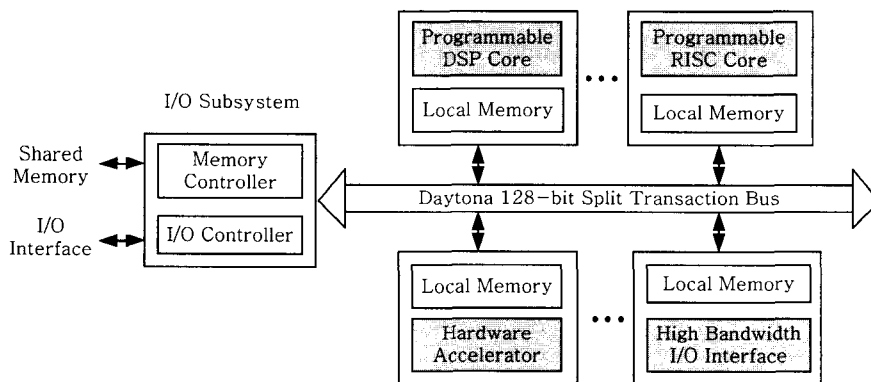 Programmable
DSP Core
Local Memory
Programmable
RISC Core
Local Memory
I/O Subsystem
Shared
Memory
Memory
Controller
I/O
Interface
I/O Controller
Daytona 128-bit Split Transaction Bus
Local Memory
Hardware
Accelerator
Local Memory
High Bandwidth
I/O Interface